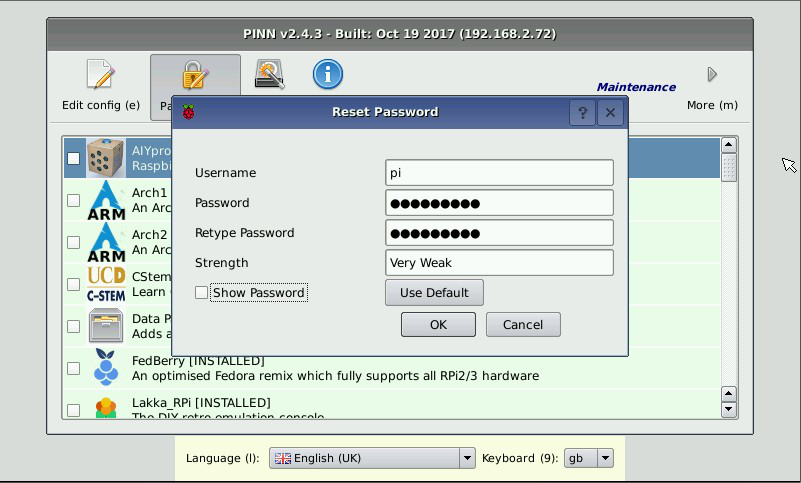 PINN v2.4.3 - Built: Oct 19 2017 (192.168.2.72)
Edit config (e)
Maintenance
More (m)
Reset Password
Username
pi
Password
●●●●●●●●●
Retype Password
●●●●●●●●●
Strength
Very Weak
Show Password
Use Default
OK
Cancel
AIYpro
Raspbi
ARM Arch1
An Arc
ARM Arch2
An Arc
UCD C-STEM CStem
Learn
Data P
Adds a
FedBerry [INSTALLED]
An optimised Fedora remix which fully supports all RPi2/3 hardware
Lakka_RPi [INSTALLED]
The DIY retro emulation console
Language (l): English (UK) Keyboard (9): gb